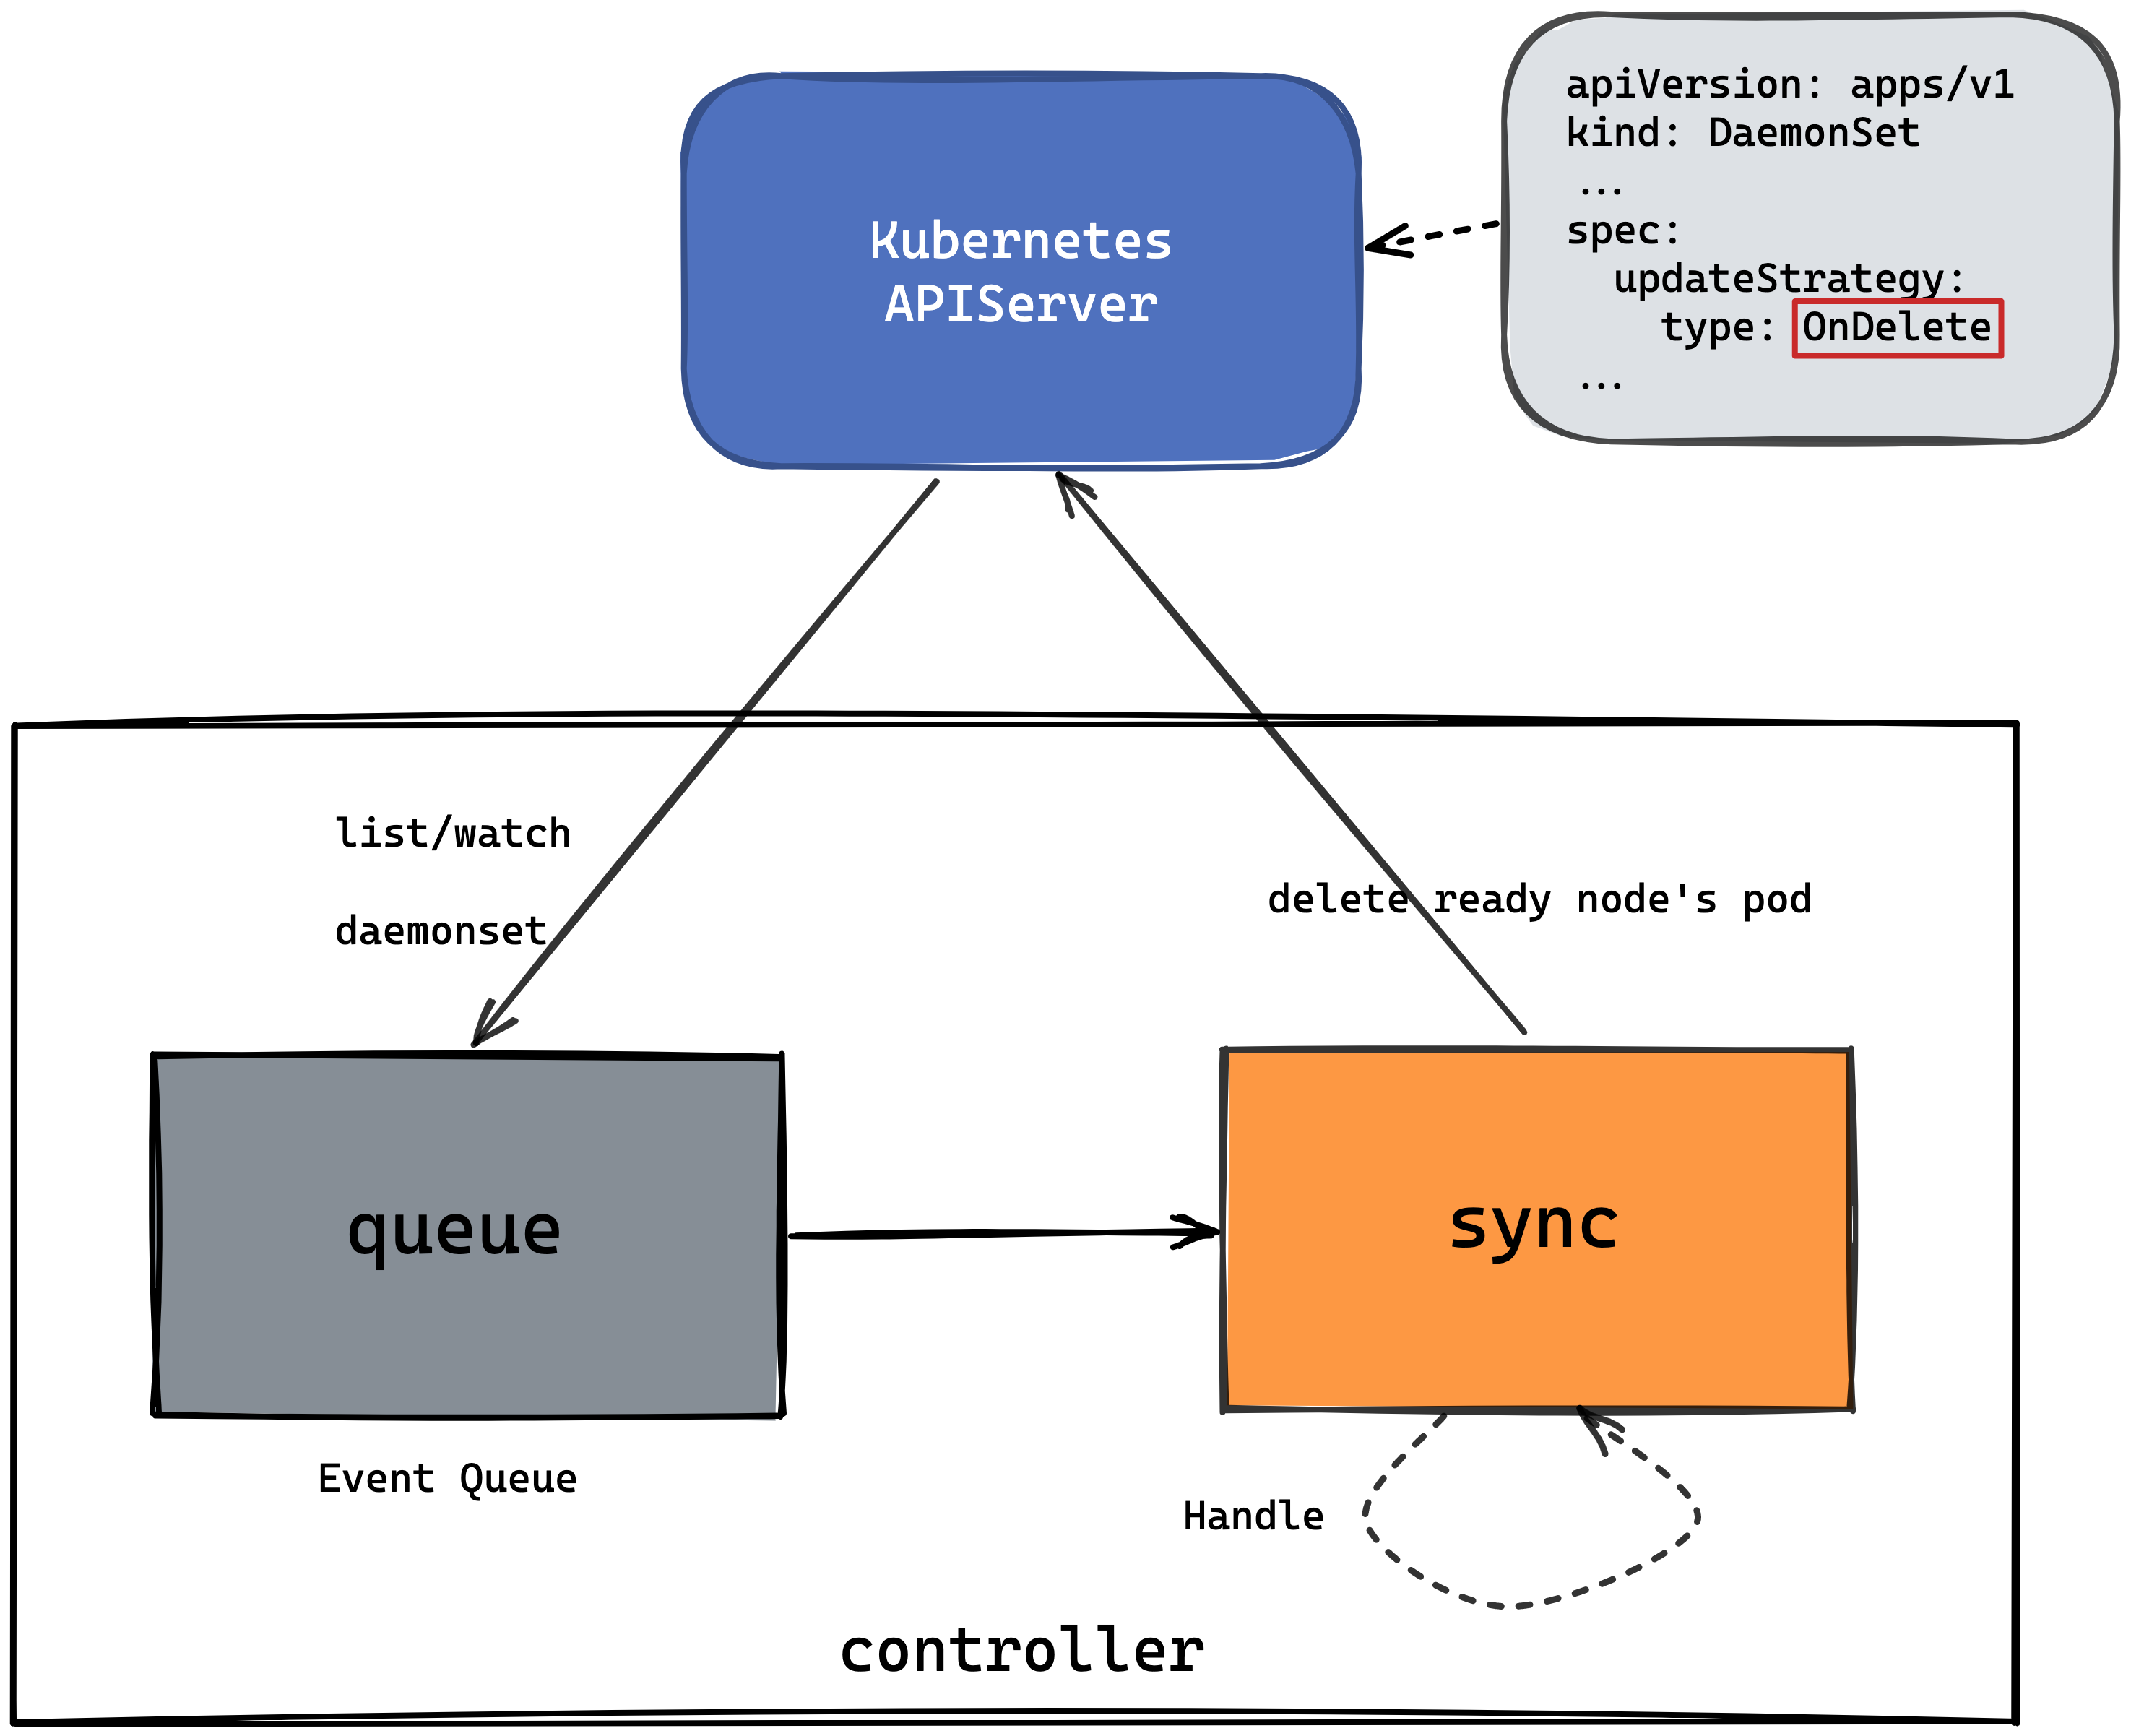 Kubernetes
APIServer
apiVersion: apps/v1
kind: DaemonSet
...
spec:
updateStrategy:
type: OnDelete
...
list/watch
daemonset
delete ready node's pod
queue
sync
Event Queue
Handle
controller